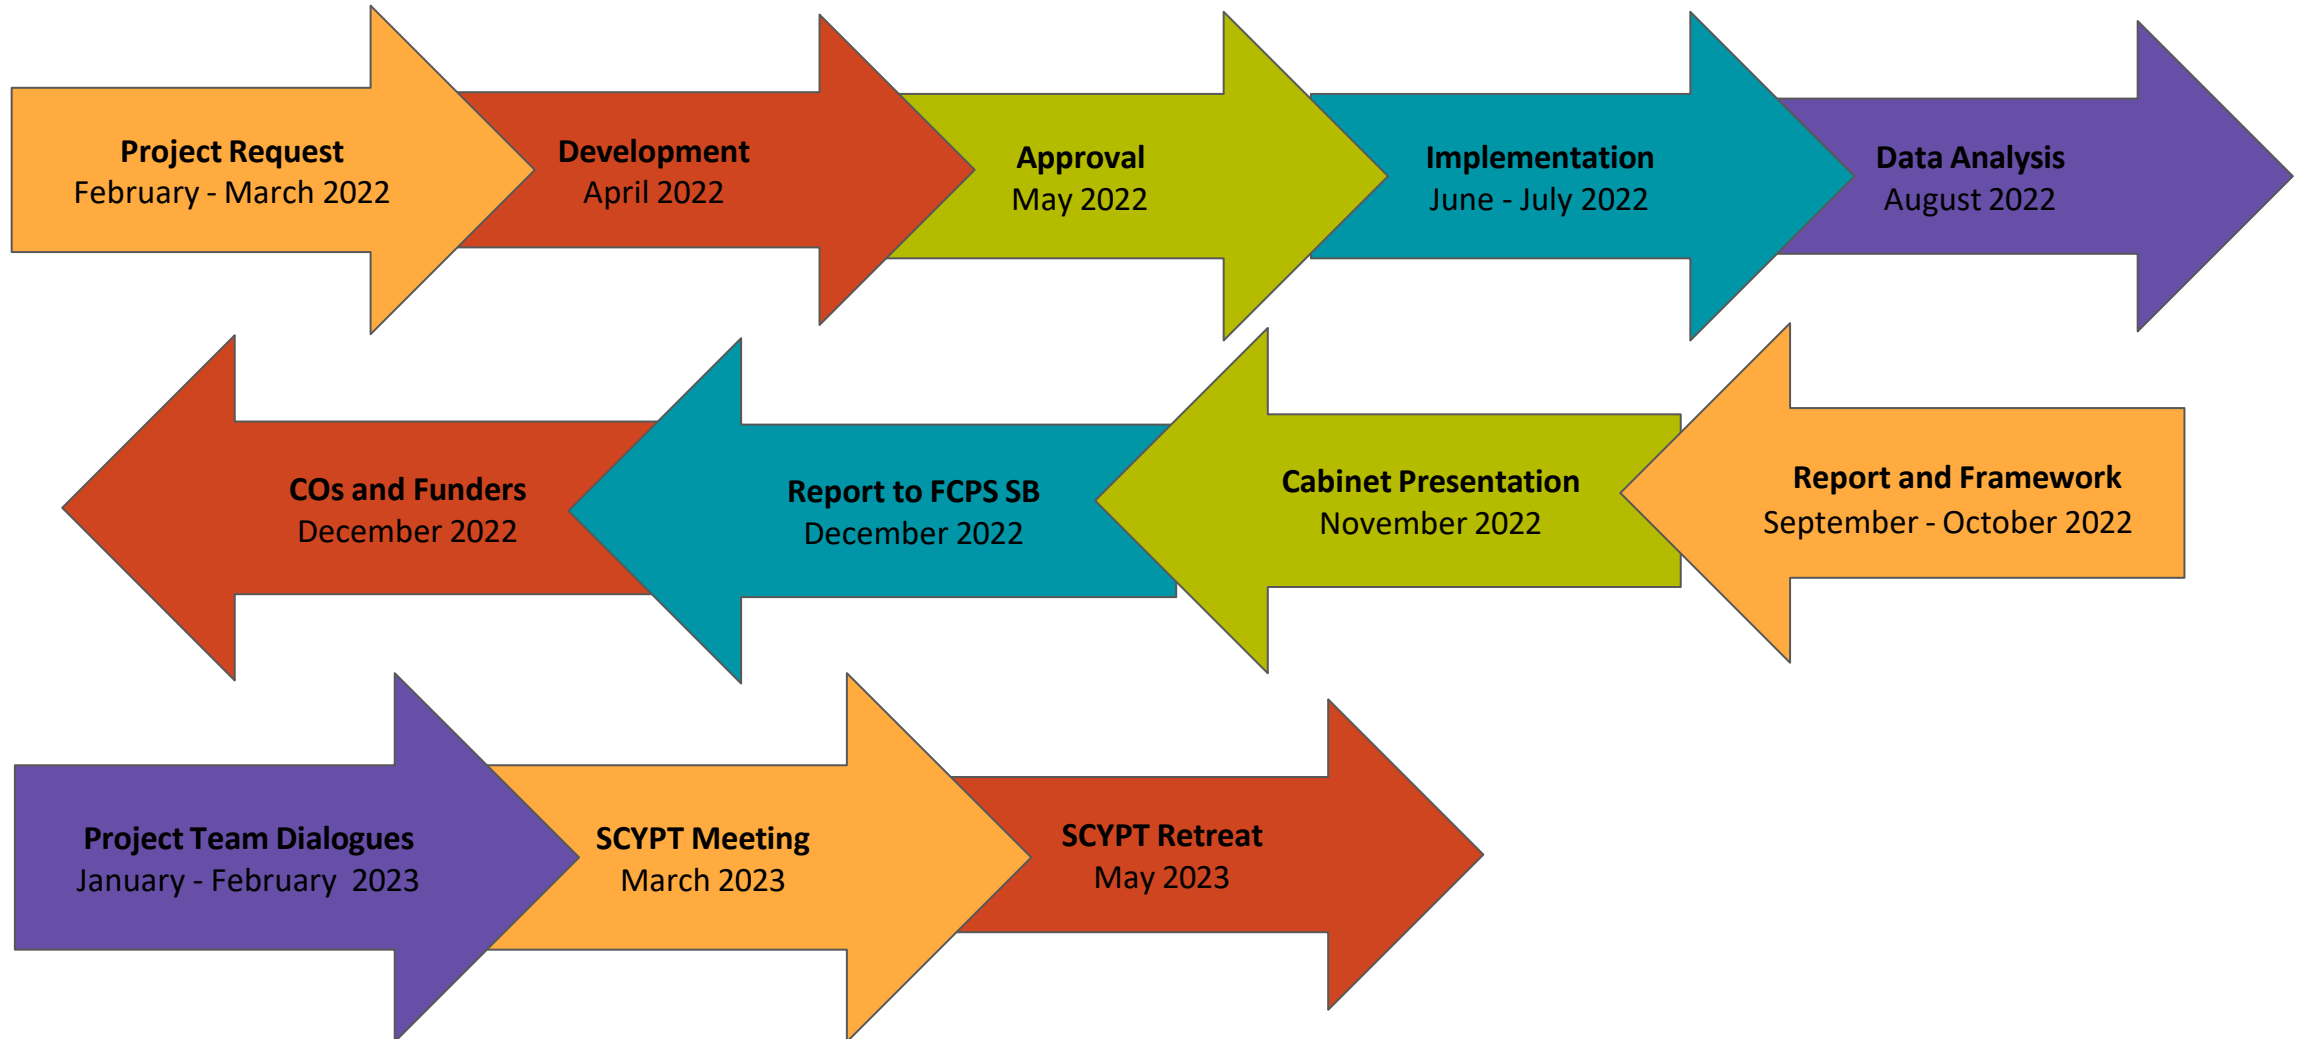 Project Request
February - March 2022
Development
April 2022
Approval
May 2022
Implementation
June - July 2022
Data Analysis
August 2022
Report and Framework
September - October 2022
Cabinet Presentation
November 2022
Report to FCPS SB
December 2022
COs and Funders
December 2022
Project Team Dialogues
January - February 2023
SCYPT Meeting
March 2023
SCYPT Retreat
May 2023